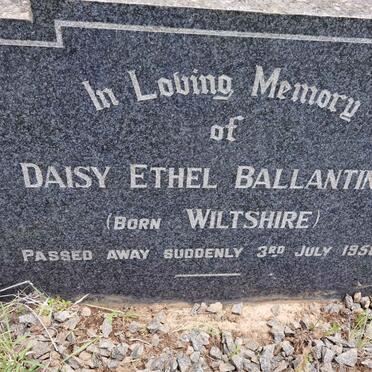 In Loving Memory
of
DAISY ETHEL BALLANTIN
(BORN WILTSHIRE)
PASSED AWAY SUDDENLY 3RD JULY 195